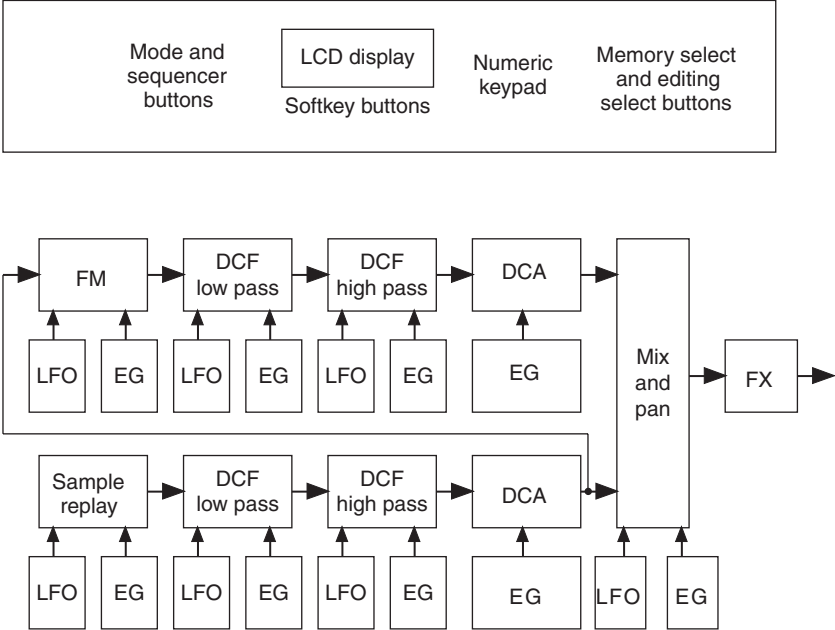 Mode and
sequencer
buttons
LCD display
Softkey buttons
Numeric
keypad
Memory select
and editing
select buttons
FM
DCF
low pass
DCF
high pass
DCA
LFO
EG
LFO
EG
LFO
EG
EG
Mix
and
pan
FX
Sample
replay
DCF
low pass
DCF
high pass
DCA
LFO
EG
LFO
EG
LFO
EG
EG
LFO
EG